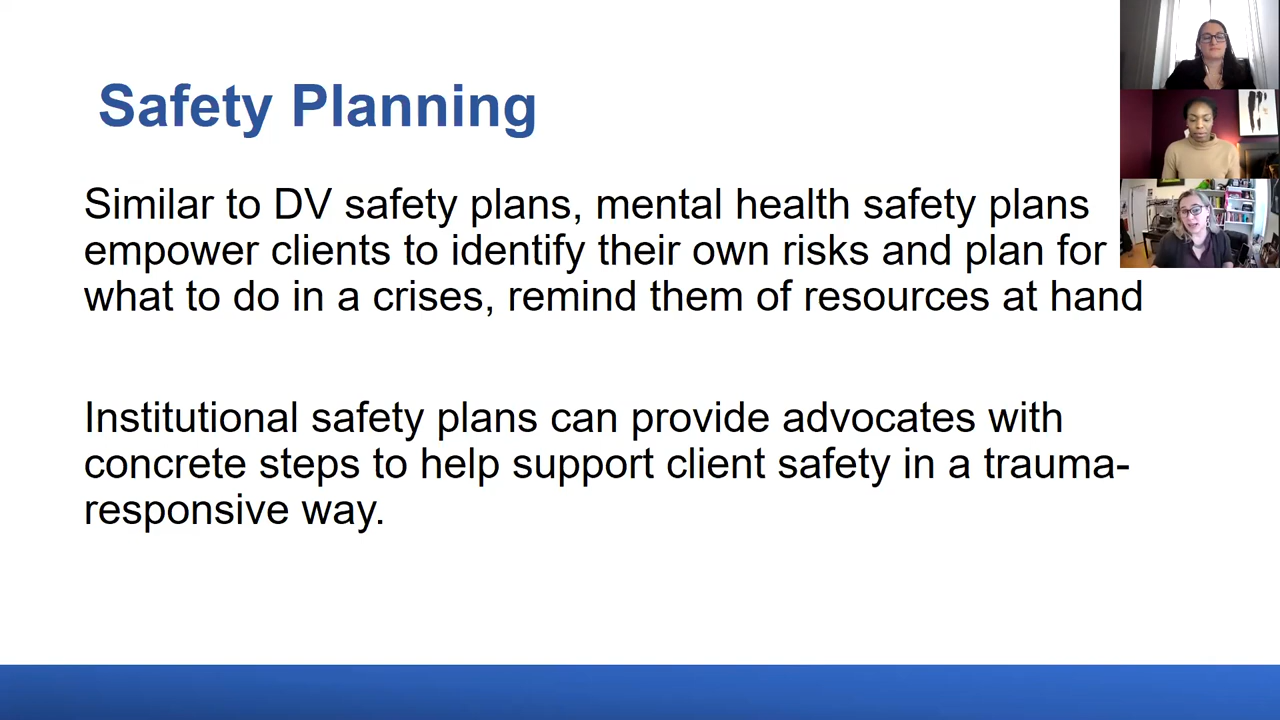 Safety Planning
Similar to DV safety plans, mental health safety plans
empower clients to identify their own risks and plan for
what to do in a crises, remind them of resources at hand
Institutional safety plans can provide advocates with
concrete steps to help support client safety in a trauma-
responsive way.